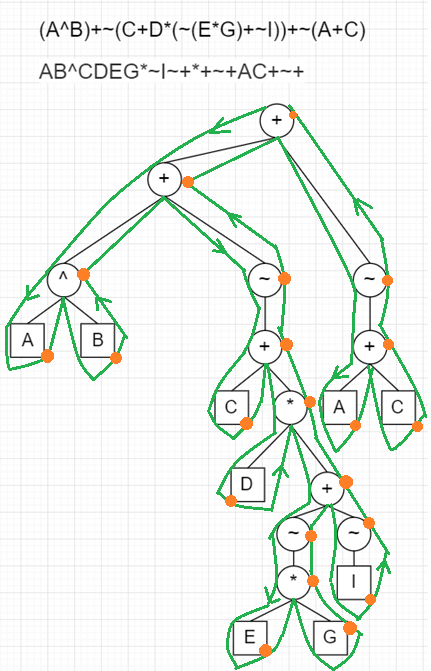 (A^B)+~(C+D*(~(E*G)+~I))+~(A+C)
AB^CDEG*~I~+*+~+AC+~+
+
+
^ ~ ~
A B + +
C * A C
D +
~ ~
* I
E G